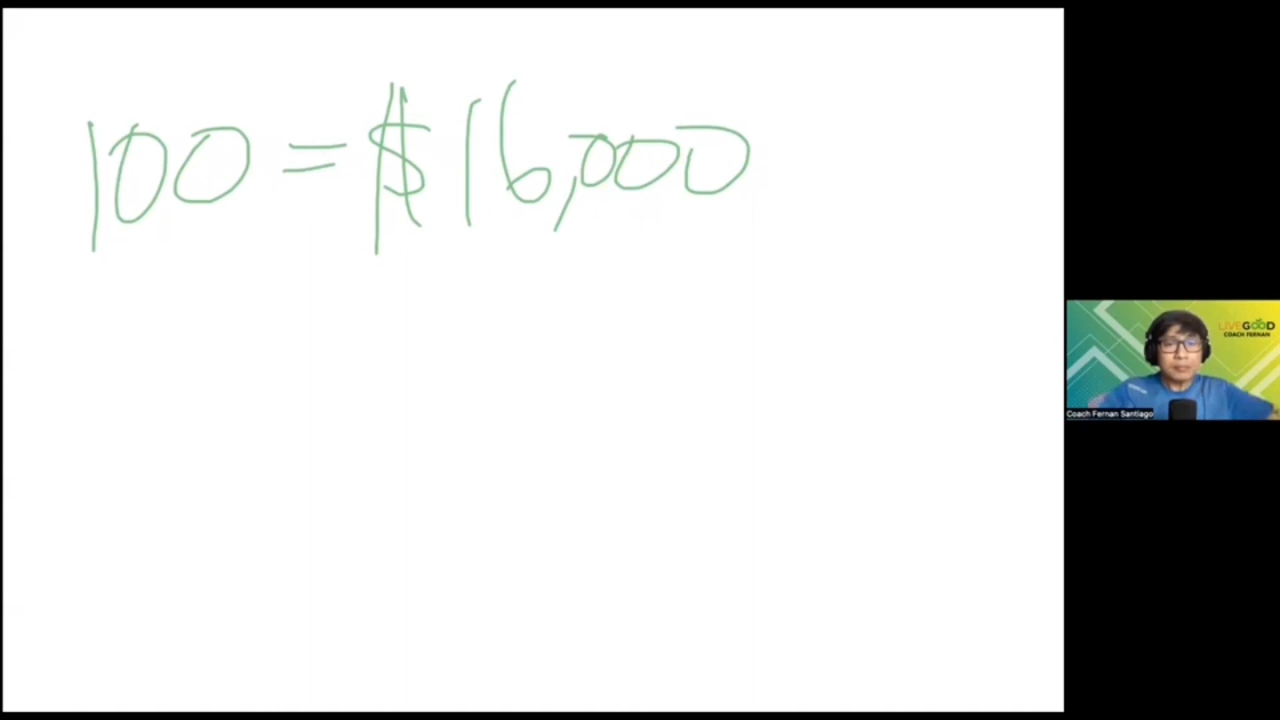 100 = $16,000
LIVEGOOD
COACH FERNAN
Coach Fernan Santiago